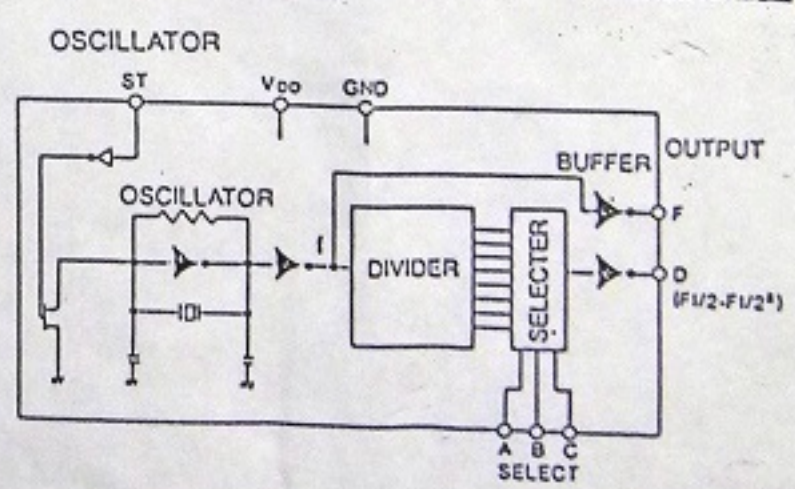 OSCILLATOR
ST
VDD
GND
OUTPUT
BUFFER
OSCILLATOR
f
F
DIVIDER
SELECTER
D
(F1/2-F1/2⁸)
A B C
SELECT